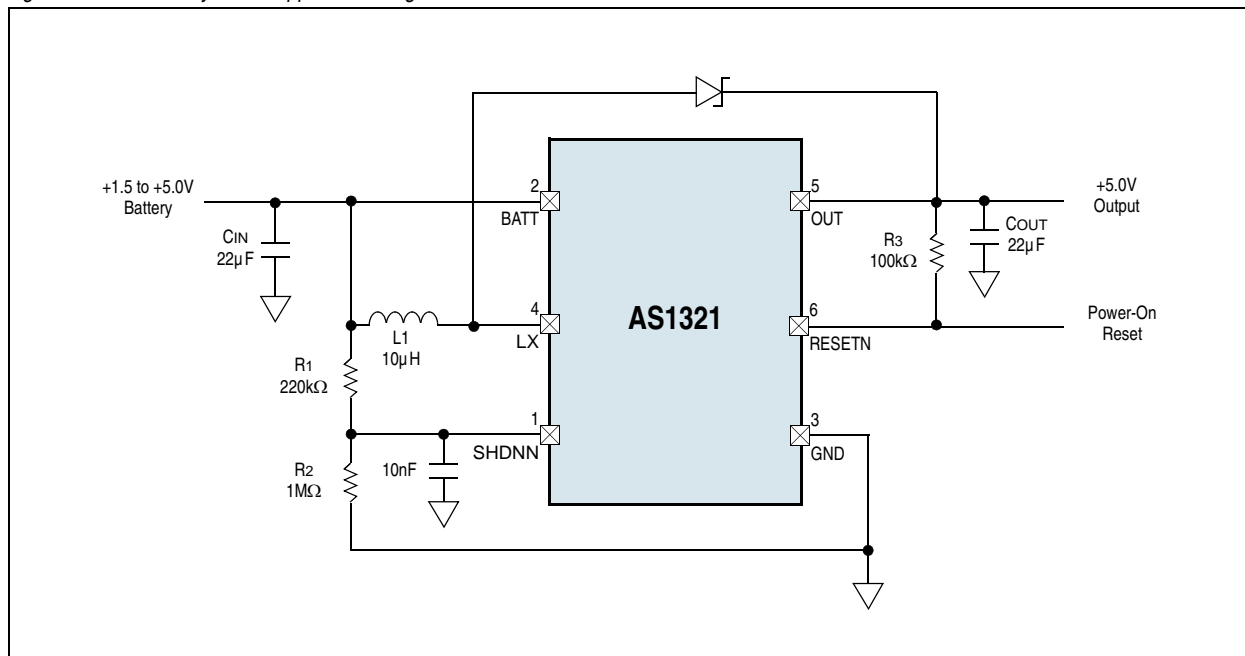 +1.5 to +5.0V
Battery
CIN
22µF
2
BATT
5
OUT
+5.0V
Output
COUT
22µF
R3
100kΩ
4
LX
L1
10µH
AS1321
6
RESETN
Power-On
Reset
R1
220kΩ
1
SHDNN
3
GND
R2
1MΩ
10nF